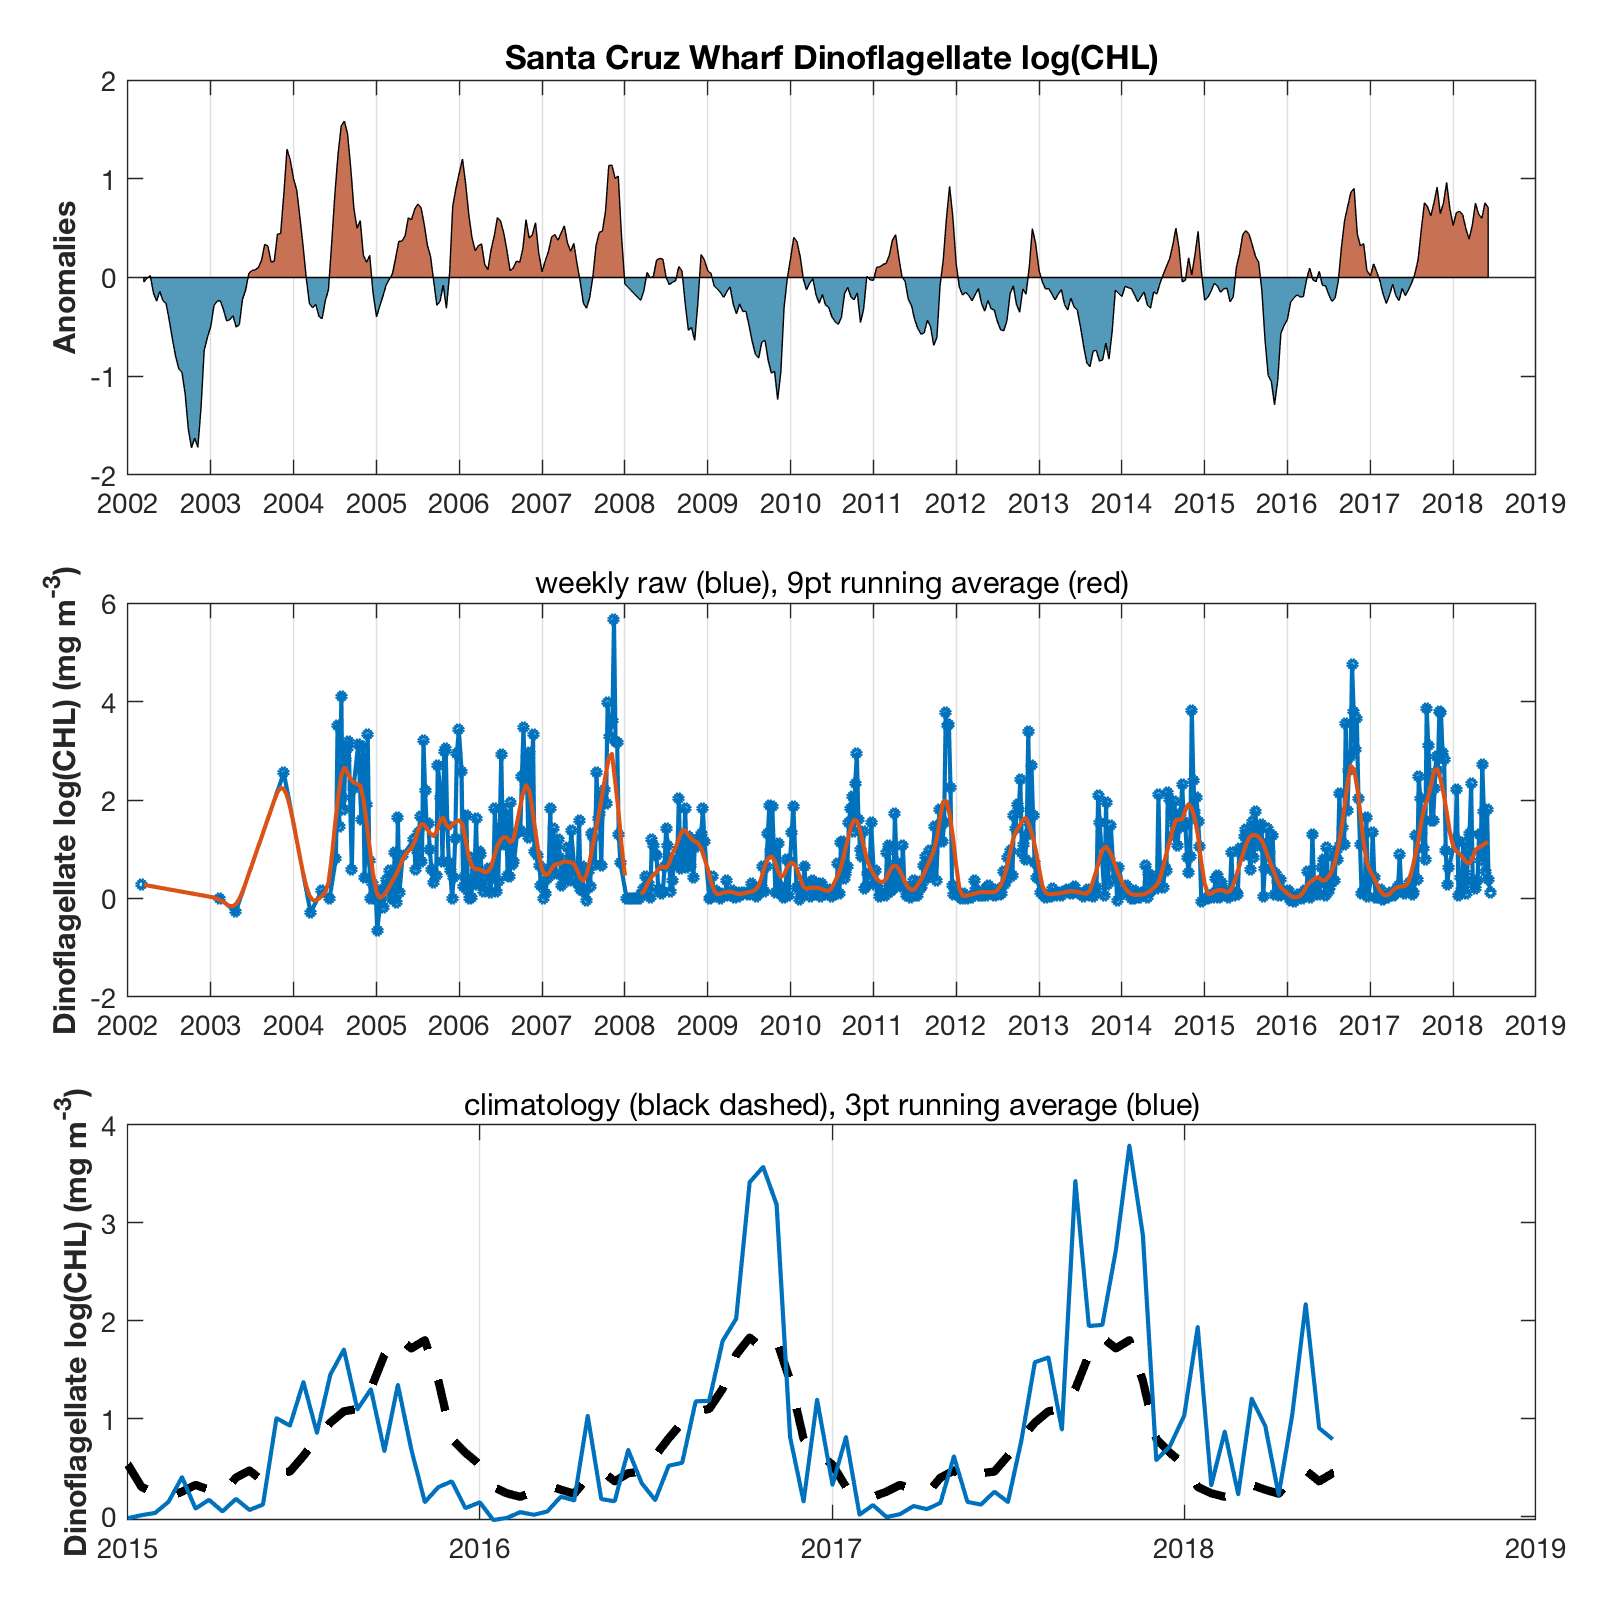 Santa Cruz Wharf Dinoflagellate log(CHL)
Anomalies
2
1
0
-1
-2
2002 2003 2004 2005 2006 2007 2008 2009 2010 2011 2012 2013 2014 2015 2016 2017 2018 2019
weekly raw (blue), 9pt running average (red)
Dinoflagellate log(CHL) (mg m-3)
6
4
2
0
-2
2002 2003 2004 2005 2006 2007 2008 2009 2010 2011 2012 2013 2014 2015 2016 2017 2018 2019
climatology (black dashed), 3pt running average (blue)
Dinoflagellate log(CHL) (mg m-3)
4
3
2
1
0
2015 2016 2017 2018 2019